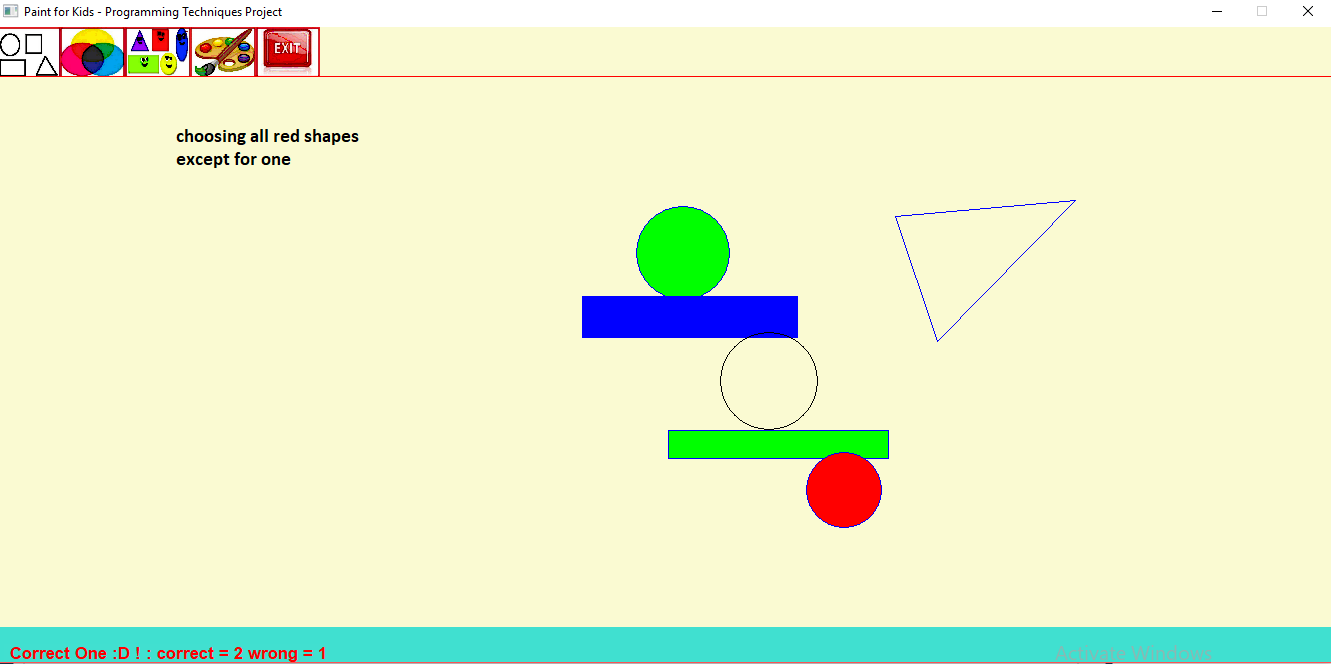 Paint for Kids - Programming Techniques Project
EXIT
choosing all red shapes
except for one
Correct One :D ! : correct = 2 wrong = 1
Activate Windows